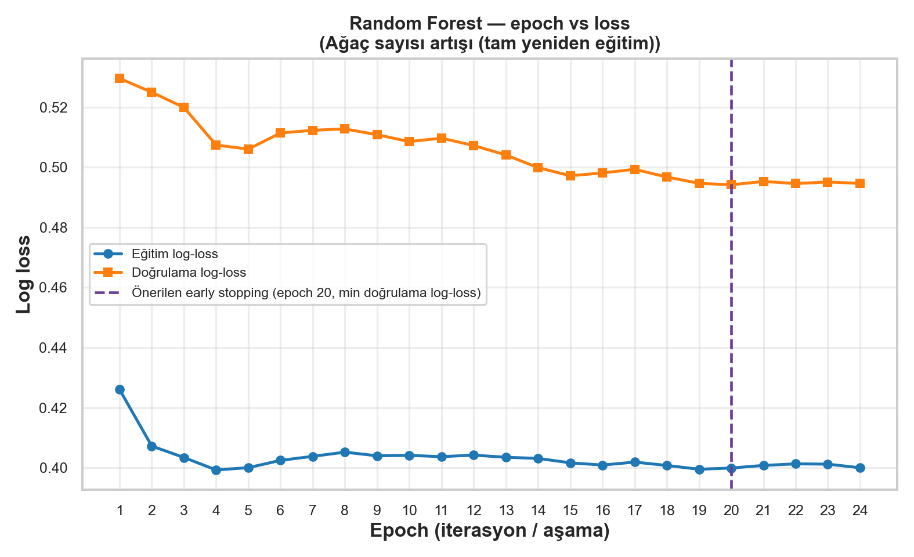 Random Forest — epoch vs loss
(Ağaç sayısı artışı (tam yeniden eğitim))
Log loss
0.52
0.50
0.48
0.46
0.44
0.42
0.40
Eğitim log-loss
Doğrulama log-loss
Önerilen early stopping (epoch 20, min doğrulama log-loss)
1 2 3 4 5 6 7 8 9 10 11 12 13 14 15 16 17 18 19 20 21 22 23 24
Epoch (iterasyon / aşama)